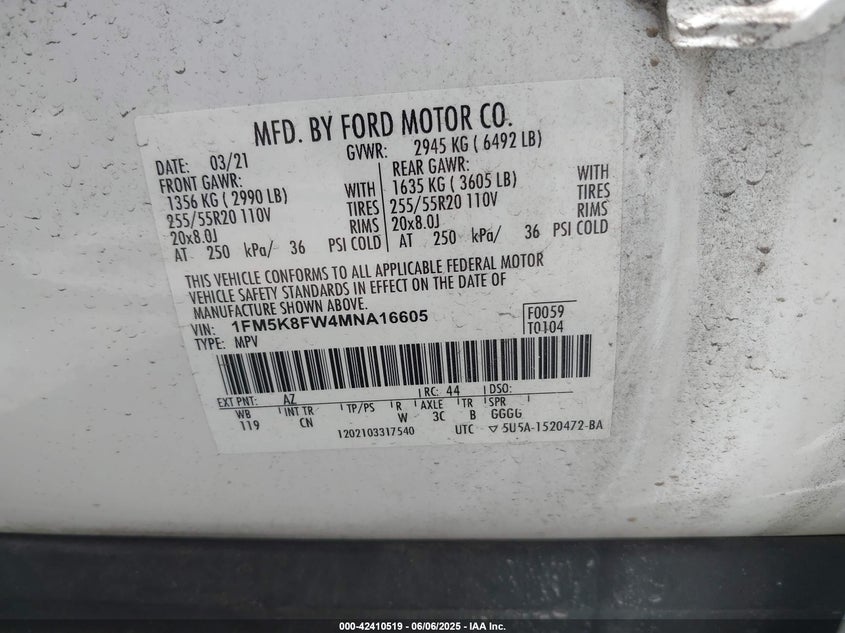 MFD. BY FORD MOTOR CO.
DATE: 03/21 GVWR: 2945 KG ( 6492 LB)
FRONT GAWR: REAR GAWR:
1356 KG ( 2990 LB) WITH 1635 KG ( 3605 LB) WITH
255/55R20 110V TIRES 255/55R20 110V TIRES
20x8.0J RIMS 20x8.0J RIMS
AT 250 kPa/ 36 PSI COLD AT 250 kPa/ 36 PSI COLD
THIS VEHICLE CONFORMS TO ALL APPLICABLE FEDERAL MOTOR
VEHICLE SAFETY STANDARDS IN EFFECT ON THE DATE OF
MANUFACTURE SHOWN ABOVE.
VIN: 1FM5K8FW4MNA16605 F0059
TYPE: MPV T0104
EXT PNT: AZ RC: 44 DSO:
WB INT TR TP/PS R AXLE TR SPR
119 CN W 3C B GGGG
1202103317540 UTC ▽ 5U5A-1520472-BA
000-42410519 - 06/06/2025 - IAA Inc.